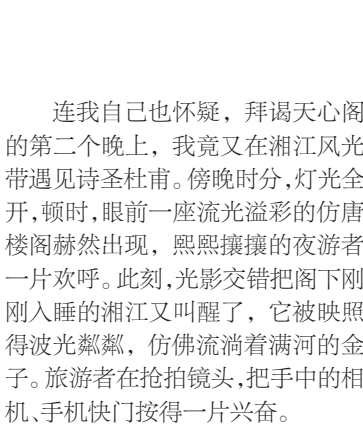 连我自己也怀疑，拜谒天心阁
的第二个晚上，我竟又在湘江风光
带遇见诗圣杜甫。傍晚时分，灯光全
开，顿时，眼前一座流光溢彩的仿唐
楼阁赫然出现，熙熙攘攘的夜游者
一片欢呼。此刻，光影交错把阁下刚
刚入睡的湘江又叫醒了，它被映照
得波光粼粼，仿佛流淌着满河的金
子。旅游者在抢拍镜头，把手中的相
机、手机快门按得一片兴奋。